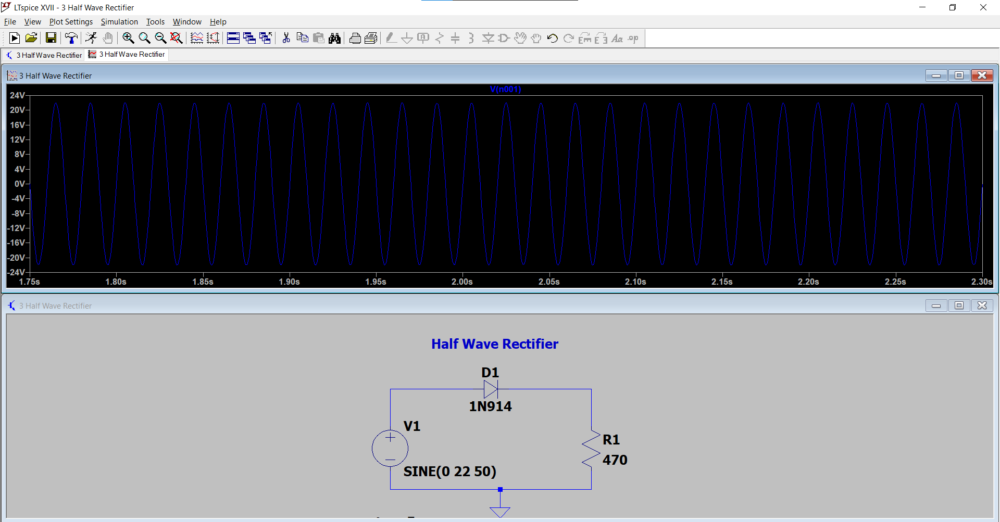 LTspice XVII - 3 Half Wave Rectifier
File View Plot Settings Simulation Tools Window Help
Aa .op
3 Half Wave Rectifier 3 Half Wave Rectifier
3 Half Wave Rectifier
V(n001)
24V
20V
16V
12V
8V
4V
0V
-4V
-8V
-12V
-16V
-20V
-24V
1.75s 1.80s 1.85s 1.90s 1.95s 2.00s 2.05s 2.10s 2.15s 2.20s 2.25s 2.30s
3 Half Wave Rectifier
Half Wave Rectifier
D1
1N914
V1
R1
470
SINE(0 22 50)